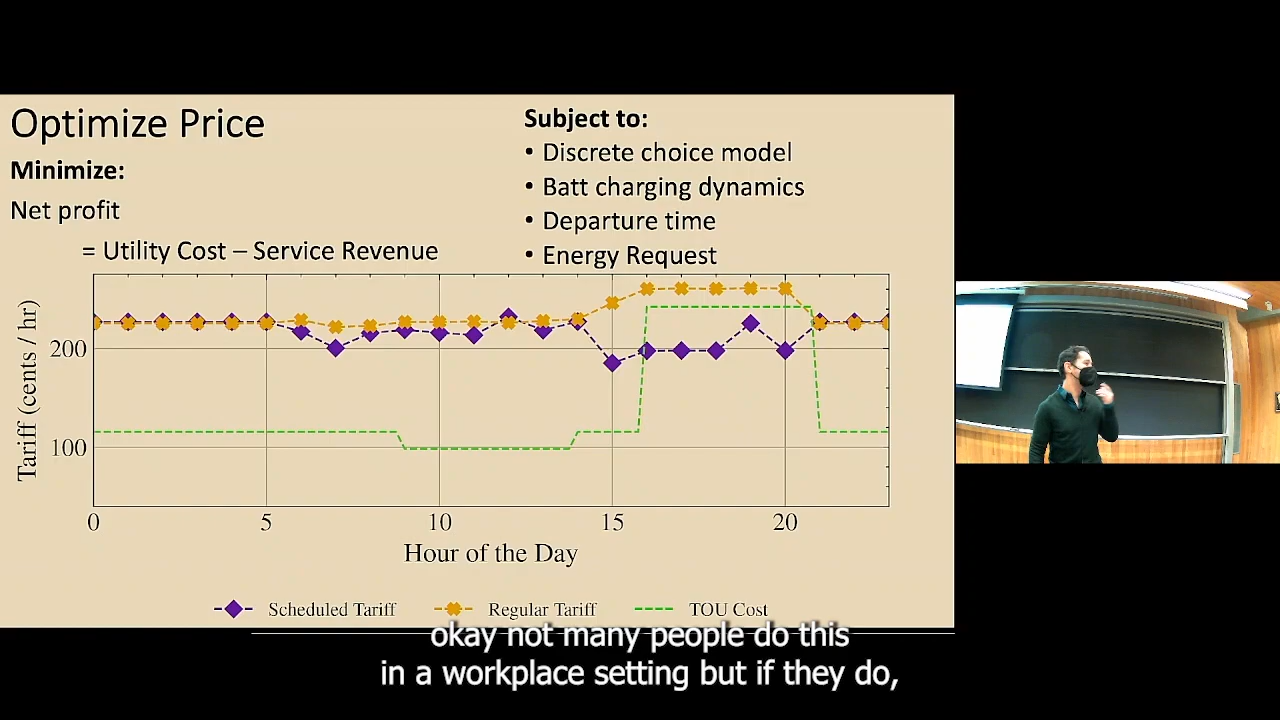 Optimize Price
Minimize:
Net profit
= Utility Cost – Service Revenue
Subject to:
• Discrete choice model
• Batt charging dynamics
• Departure time
• Energy Request
Tariff (cents / hr)
200
100
0
5
10
15
20
Hour of the Day
Scheduled Tariff
Regular Tariff
TOU Cost
okay not many people do this
in a workplace setting but if they do,